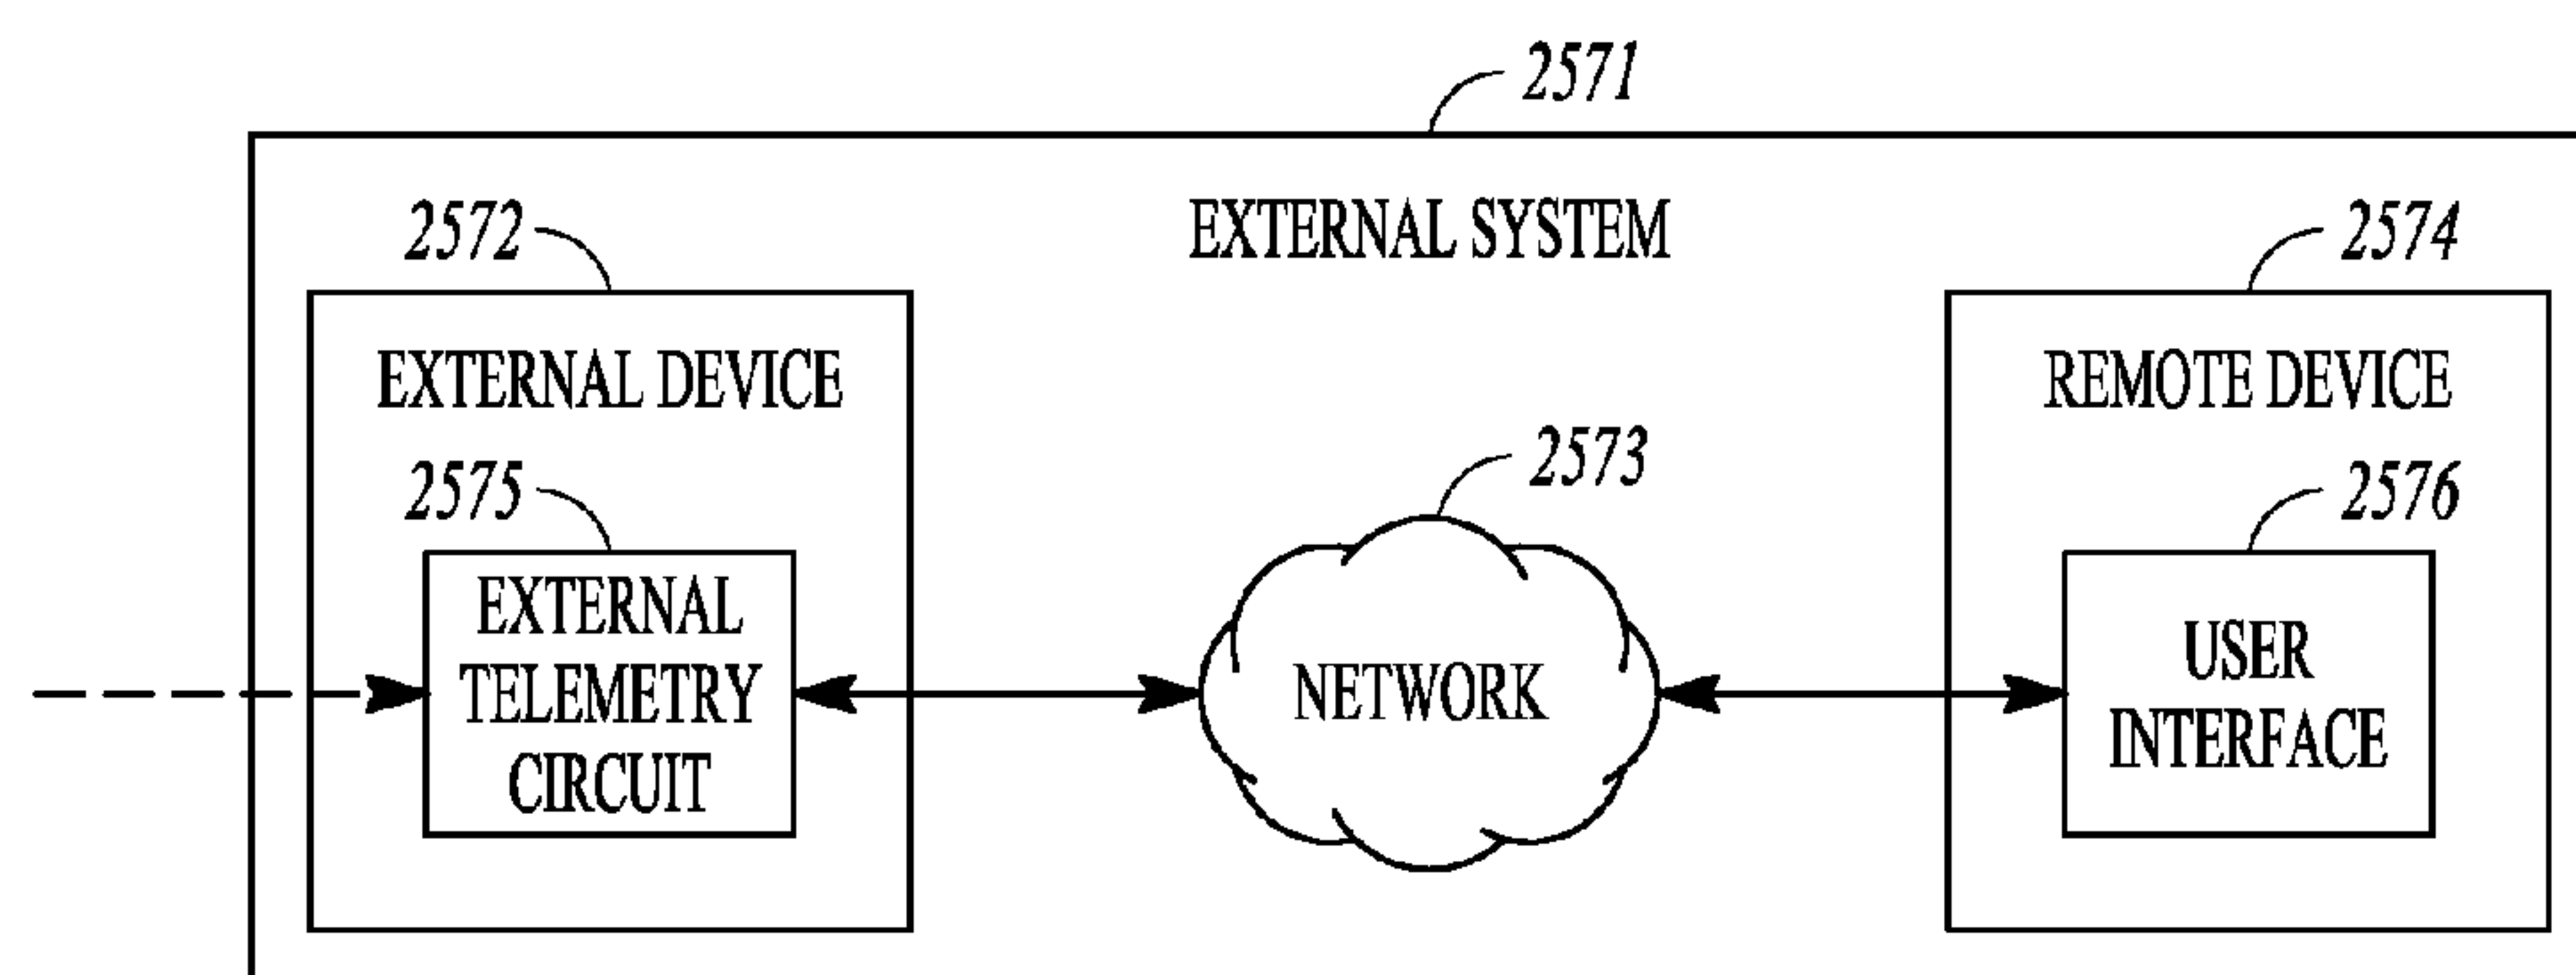 2571
EXTERNAL SYSTEM
2572
EXTERNAL DEVICE
2575
EXTERNAL
TELEMETRY
CIRCUIT
2573
NETWORK
2574
REMOTE DEVICE
2576
USER
INTERFACE